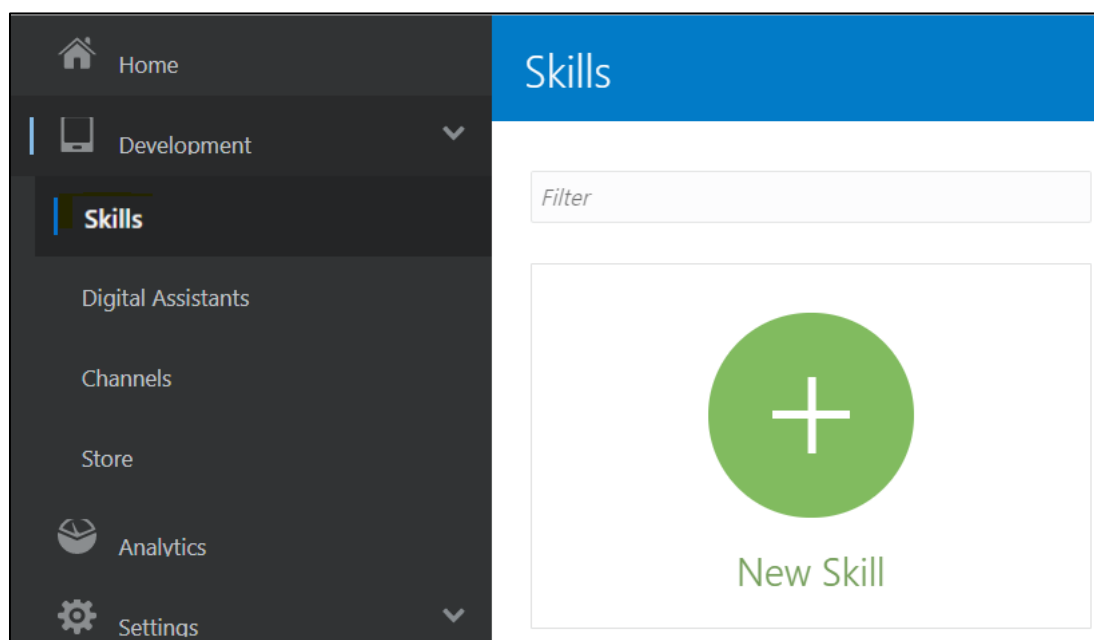 Home
Development
Skills
Digital Assistants
Channels
Store
Analytics
Settings
Skills
Filter
New Skill